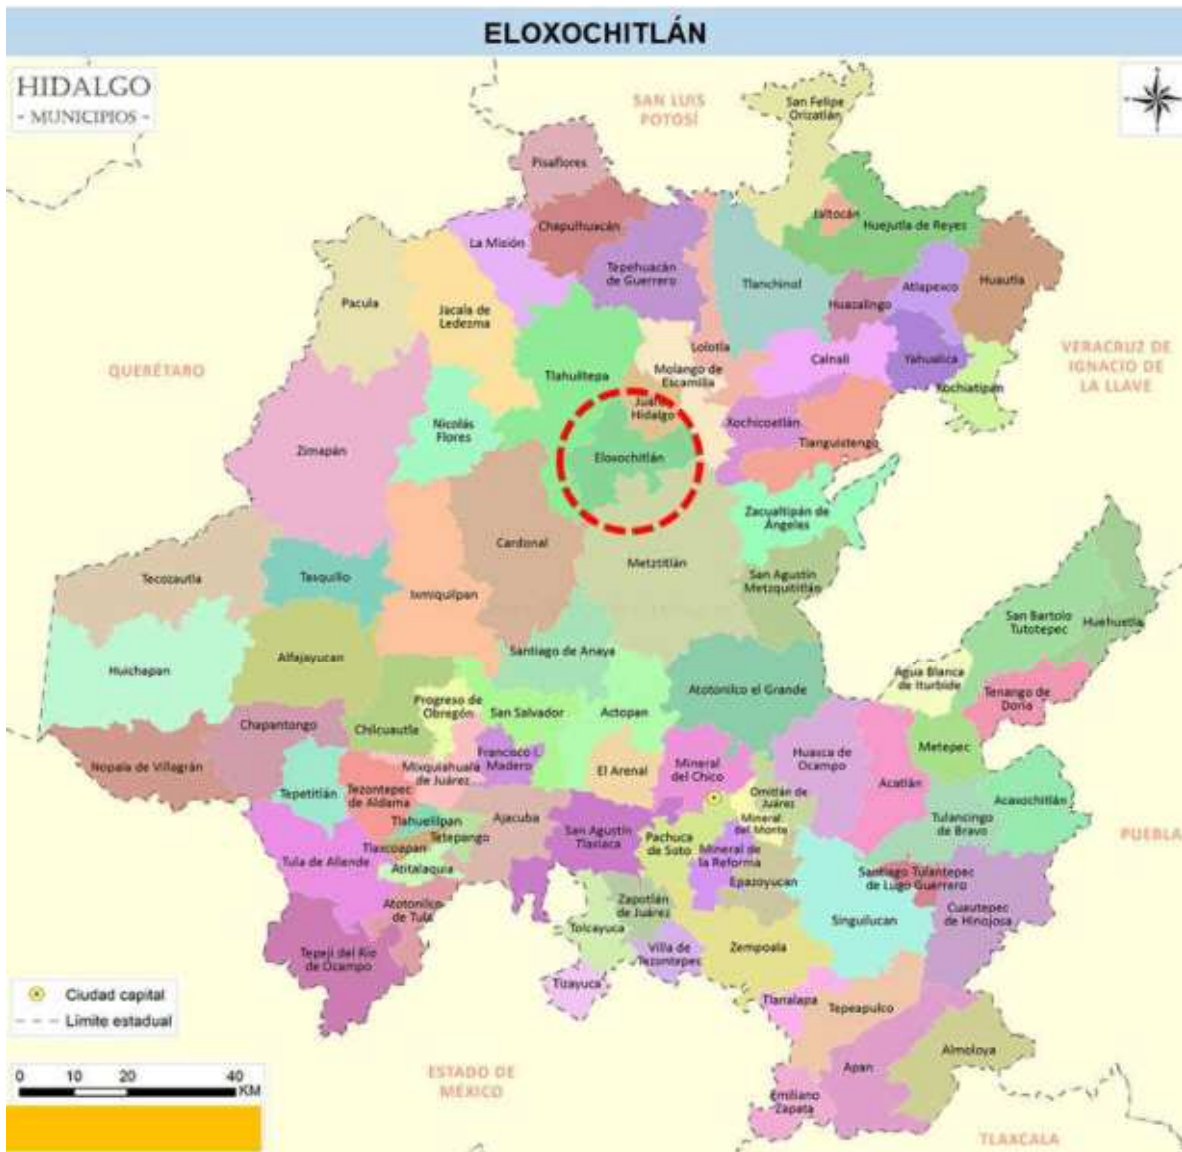 ELOXOCHITLÁN
HIDALGO
- MUNICIPIOS -
SAN LUIS
POTOSÍ
San Felipe
Orizatlán
Pisaflores
Jaltocán
Huejutla de Reyes
Chapulhuacán
La Misión
Tepehuacán
de Guerrero
Tlanchinol
Atlapexco
Huautla
Huazalingo
Pacula
Jacala de
Ledezma
QUERÉTARO
Lolotla
Calnali
Yahualica
VERACRUZ DE
IGNACIO DE
LA LLAVE
Xochiatipan
Tlahuiltepa
Molango de
Escamilla
Juárez
Hidalgo
Nicolás
Flores
Xochicoatlán
Tianguistengo
Zimapán
Eloxochitlán
Zacualtipán de
Ángeles
Cardonal
Metztitlán
Tecozautla
Tasquillo
Ixmiquilpan
San Agustín
Metzquititlán
San Bartolo
Tutotepec
Huehuetla
Huichapan
Alfajayucan
Santiago de Anaya
Atotonilco el Grande
Agua Blanca
de Iturbide
Tenango de
Doria
Progreso de
Obregón
San Salvador
Actopan
Chapantongo
Chilcuautla
Metepec
Nopala de Villagrán
Mixquiahuala
de Juárez
Francisco I.
Madero
El Arenal
Mineral
del Chico
Huasca de
Ocampo
Acatlán
Tepetitlán
Tezontepec
de Aldama
Omitlán de
Juárez
Acaxochitlán
Tlahuelilpan
Ajacuba
Mineral
del Monte
Tulancingo
de Bravo
PUEBLA
Tetepango
San Agustín
Tlaxiaca
Pachuca
de Soto
Tlaxcoapan
Tula de Allende
Atitalaquia
Mineral de
la Reforma
Epazoyucan
Santiago Tulantepec
de Lugo Guerrero
Atotonilco
de Tula
Zapotlán
de Juárez
Singuilucan
Cuautepec
de Hinojosa
Tolcayuca
Tepeji del Río
de Ocampo
Villa de
Tezontepec
Zempoala
Tizayuca
Tlanalapa
Tepeapulco
Ciudad capital
Límite estadual
Almoloya
Apan
ESTADO DE
MÉXICO
0 10 20 40
KM
Emiliano
Zapata
TLAXCALA